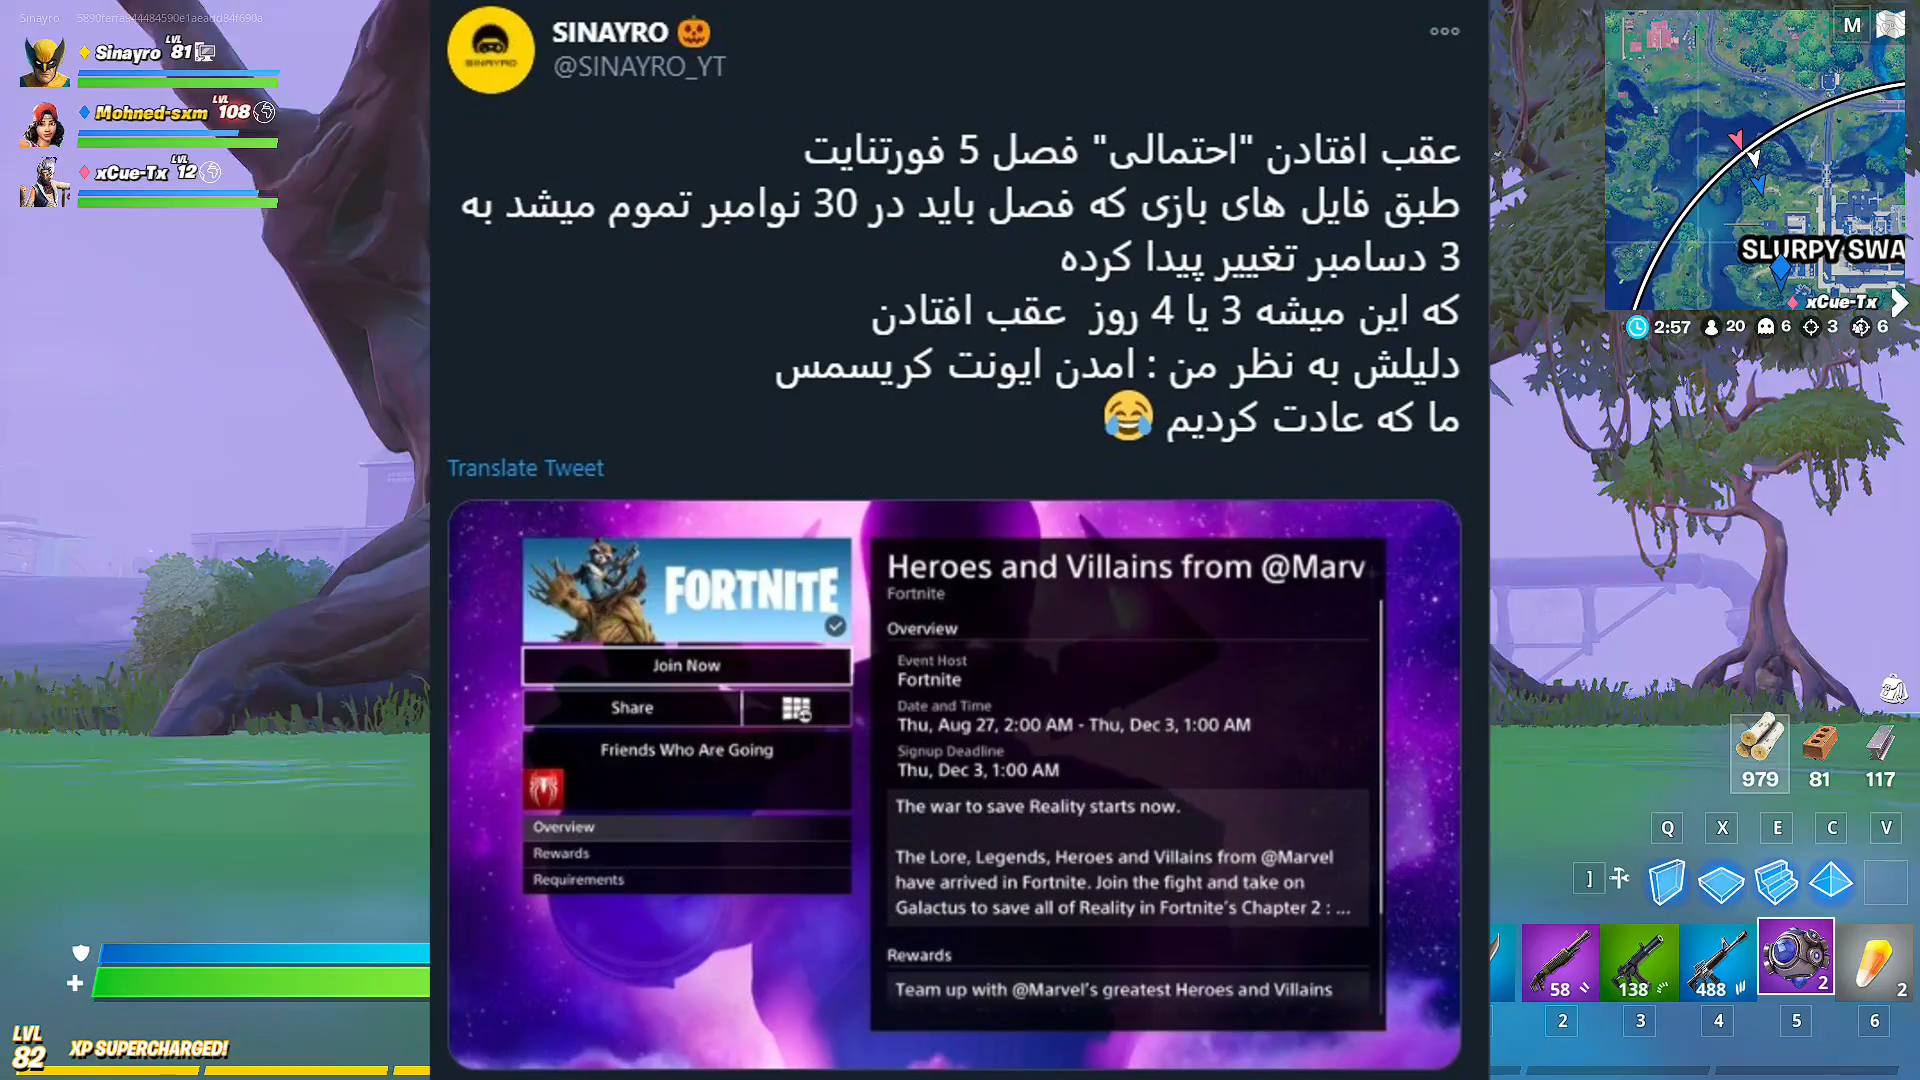 Sinayro
Sinayro LVL 81
Mohned-sxm LVL 108
xCue-Tx LVL 12
SINAYRO 🎃
@SINAYRO_YT
SINAYRO
عقب افتادن "احتمالی" فصل 5 فورتنایت
طبق فایل های بازی که فصل باید در 30 نوامبر تموم میشد به
3 دسامبر تغییر پیدا کرده
که این میشه 3 یا 4 روز عقب افتادن
دلیلش به نظر من : امدن ایونت کریسمس
ما که عادت کردیم 😂
Translate Tweet
FORTNITE
Join Now
Share
Friends Who Are Going
Overview
Rewards
Requirements
Heroes and Villains from @Marv
Fortnite
Overview
Event Host
Fortnite
Date and Time
Thu, Aug 27, 2:00 AM - Thu, Dec 3, 1:00 AM
Signup Deadline
Thu, Dec 3, 1:00 AM
The war to save Reality starts now.
The Lore, Legends, Heroes and Villains from @Marvel
have arrived in Fortnite. Join the fight and take on
Galactus to save all of Reality in Fortnite's Chapter 2 : ...
Rewards
Team up with @Marvel's greatest Heroes and Villains
M
SLURPY SWA
xCue-Tx
2:57 20 6 3 6
979 81 117
Q X E C V
]
58 138 488 2 2
2 3 4 5 6
LVL
82
XP SUPERCHARGED!